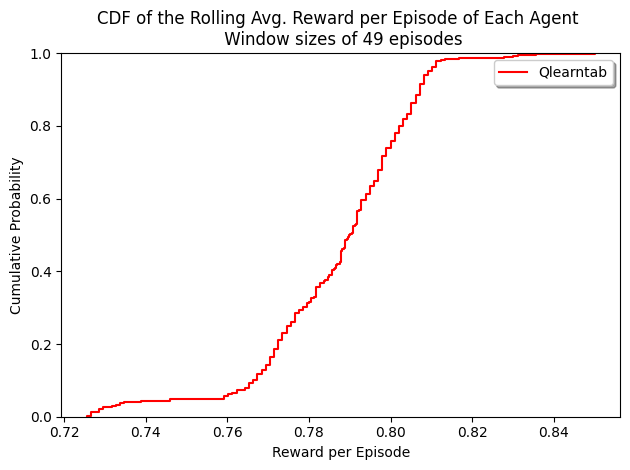 CDF of the Rolling Avg. Reward per Episode of Each Agent
Window sizes of 49 episodes
Qlearntab
Cumulative Probability
1.0
0.8
0.6
0.4
0.2
0.0
0.72 0.74 0.76 0.78 0.80 0.82 0.84
Reward per Episode